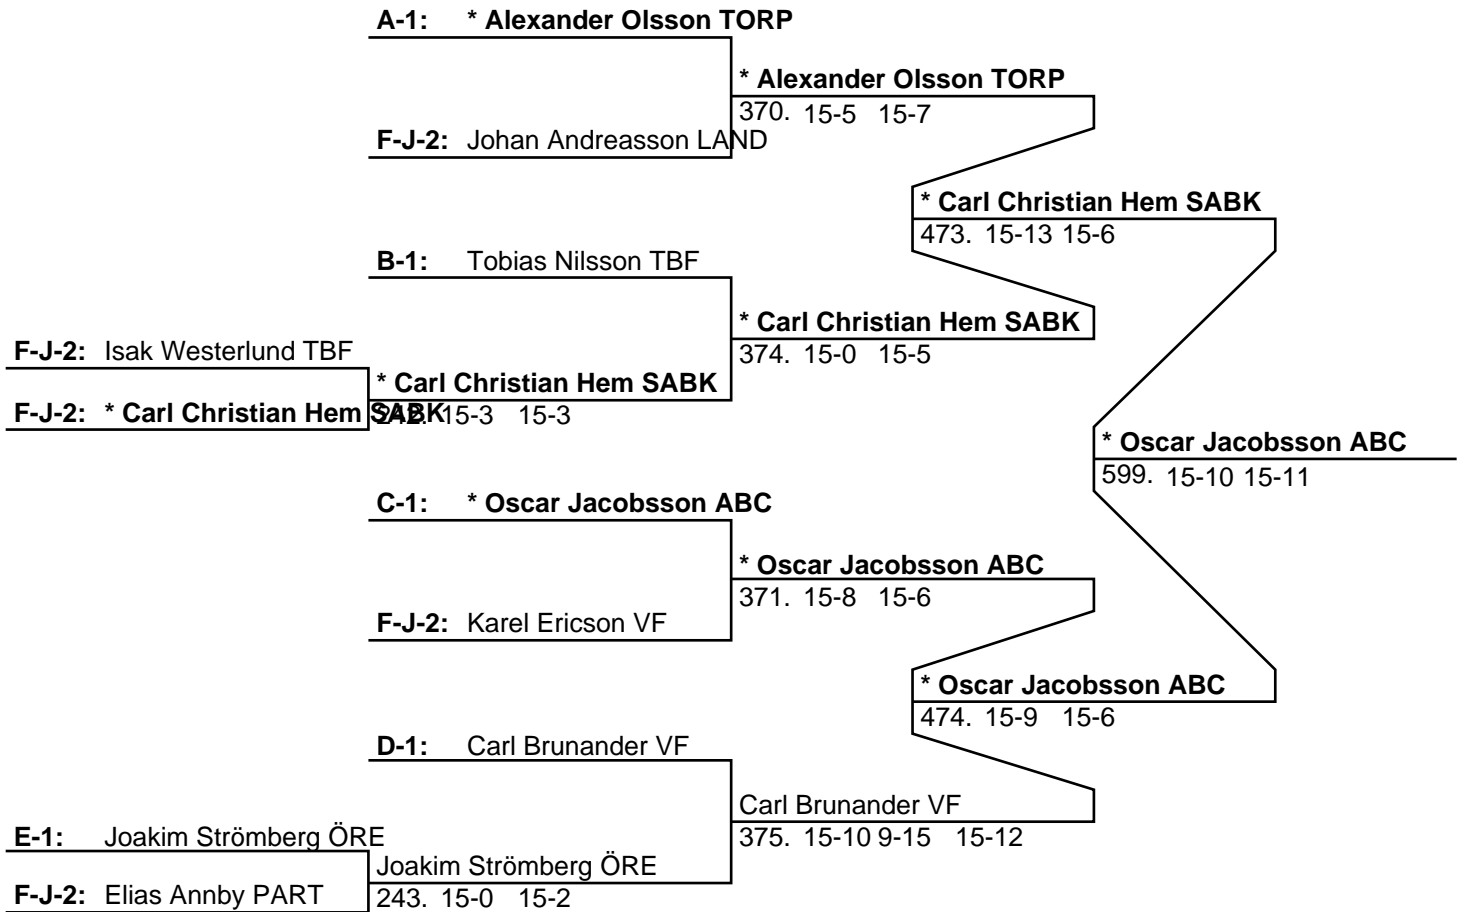 A-1: * Alexander Olsson TORP
* Alexander Olsson TORP
370. 15-5 15-7
F-J-2: Johan Andreasson LAND
* Carl Christian Hem SABK
473. 15-13 15-6
B-1: Tobias Nilsson TBF
* Carl Christian Hem SABK
374. 15-0 15-5
F-J-2: Isak Westerlund TBF
* Carl Christian Hem SABK
F-J-2: * Carl Christian Hem SABK
242. 15-3 15-3
* Oscar Jacobsson ABC
599. 15-10 15-11
C-1: * Oscar Jacobsson ABC
* Oscar Jacobsson ABC
371. 15-8 15-6
F-J-2: Karel Ericson VF
* Oscar Jacobsson ABC
474. 15-9 15-6
D-1: Carl Brunander VF
Carl Brunander VF
375. 15-10 9-15 15-12
E-1: Joakim Strömberg ÖRE
Joakim Strömberg ÖRE
F-J-2: Elias Annby PART
243. 15-0 15-2